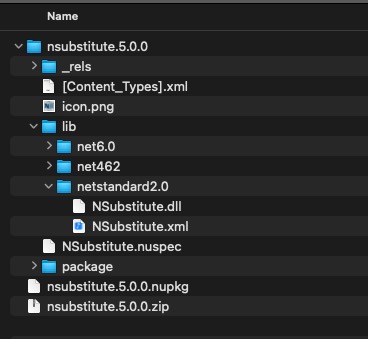 Name
nsubstitute.5.0.0
_rels
[Content_Types].xml
icon.png
lib
net6.0
net462
netstandard2.0
NSubstitute.dll
NSubstitute.xml
NSubstitute.nuspec
package
nsubstitute.5.0.0.nupkg
nsubstitute.5.0.0.zip